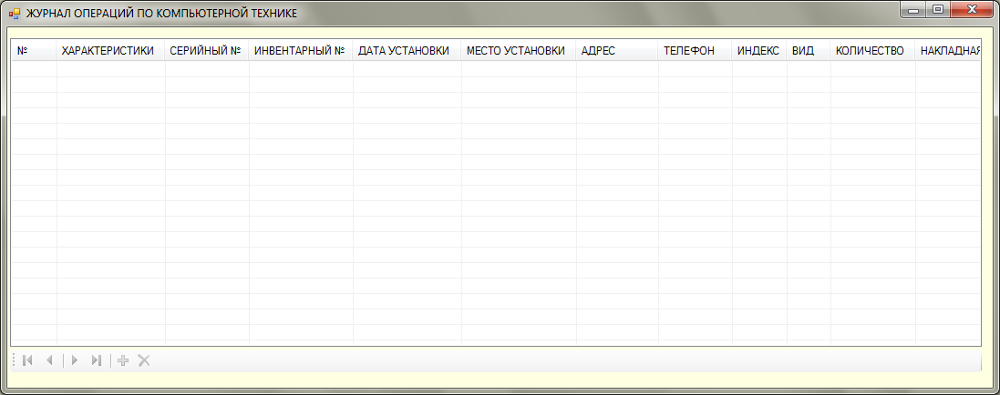 ЖУРНАЛ ОПЕРАЦИЙ ПО КОМПЬЮТЕРНОЙ ТЕХНИКЕ
№ ХАРАКТЕРИСТИКИ СЕРИЙНЫЙ № ИНВЕНТАРНЫЙ № ДАТА УСТАНОВКИ МЕСТО УСТАНОВКИ АДРЕС ТЕЛЕФОН ИНДЕКС ВИД КОЛИЧЕСТВО НАКЛАДНАЯ